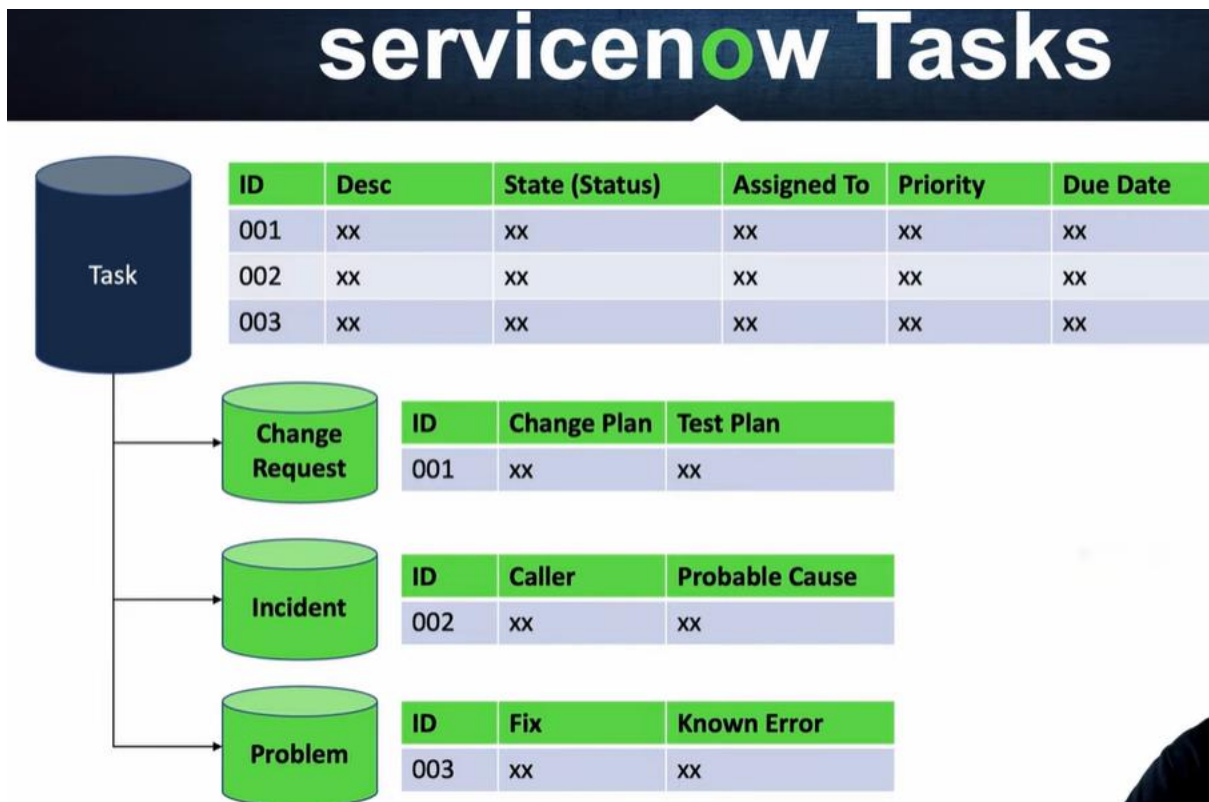 servicenow Tasks
Task
ID Desc State (Status) Assigned To Priority Due Date
001 xx xx xx xx xx
002 xx xx xx xx xx
003 xx xx xx xx xx
Change
Request
ID Change Plan Test Plan
001 xx xx
Incident
ID Caller Probable Cause
002 xx xx
Problem
ID Fix Known Error
003 xx xx